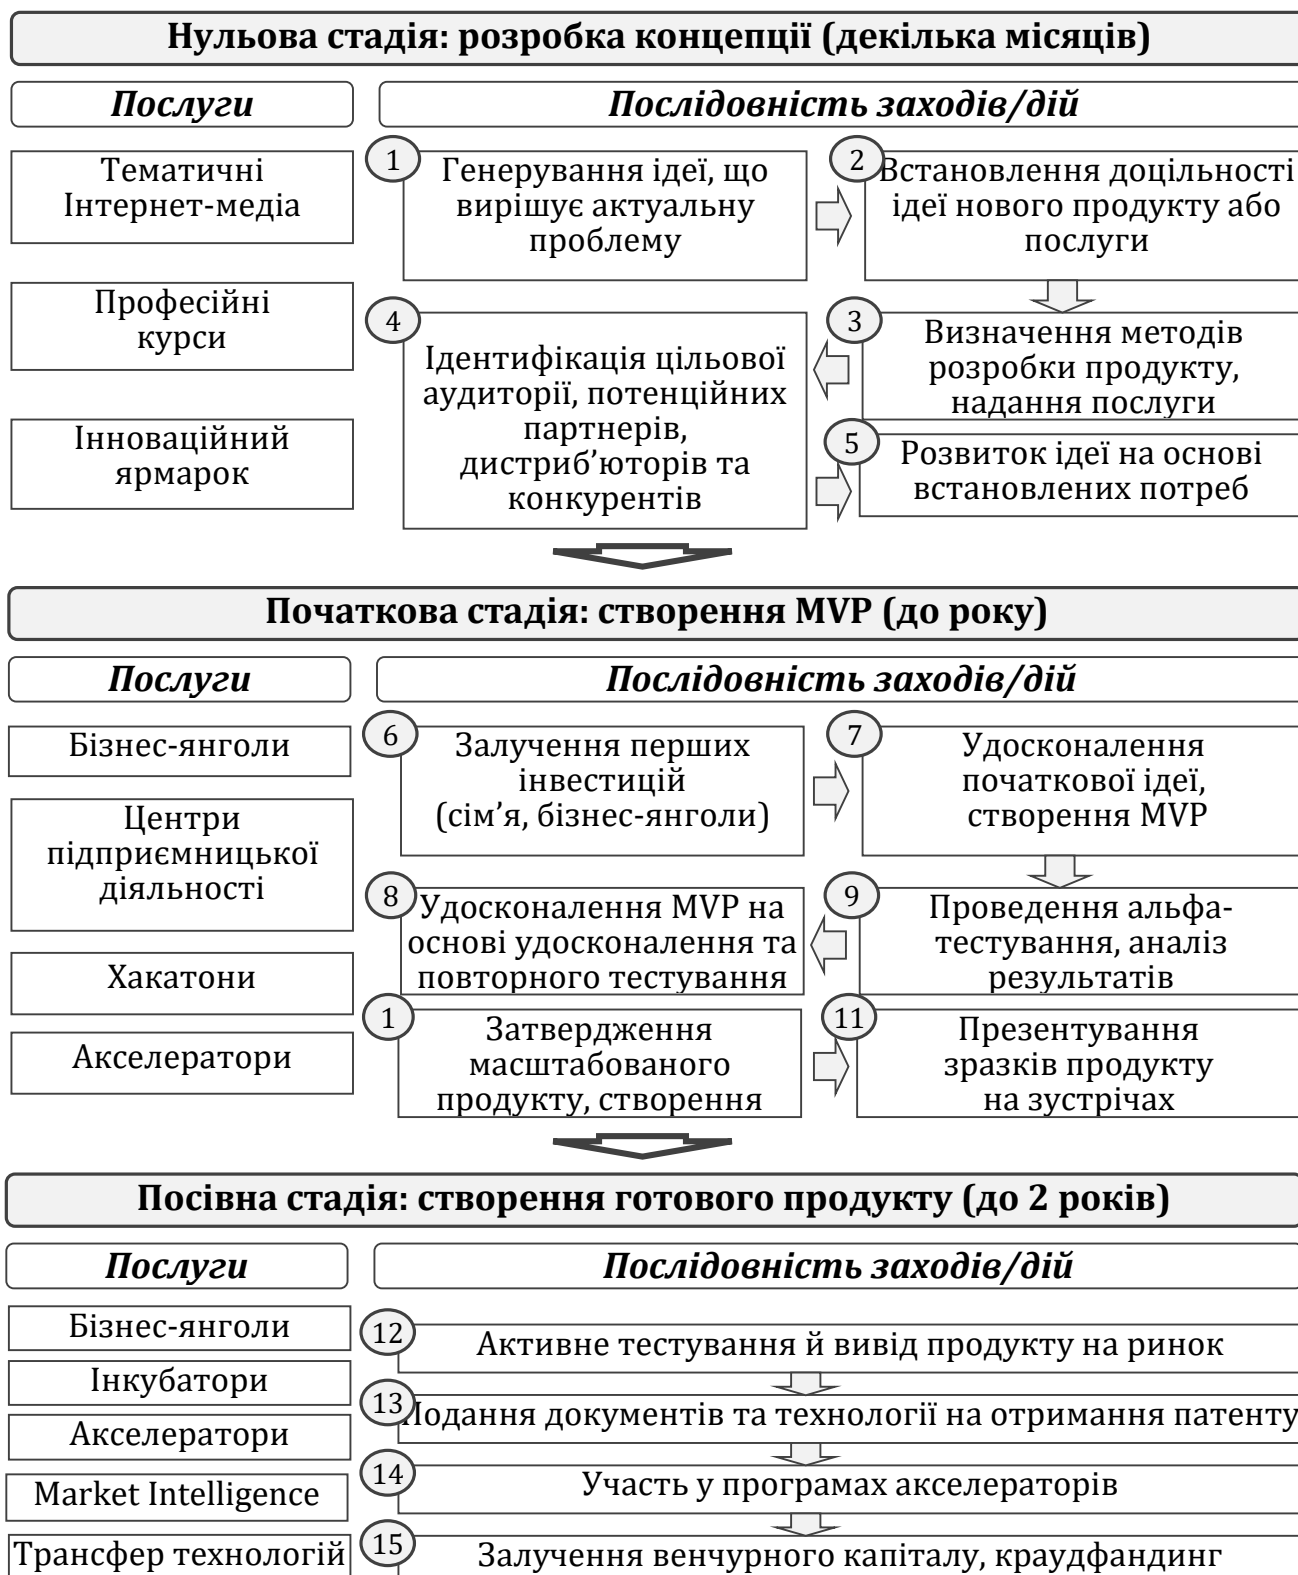 Нульова стадія: розробка концепції (декілька місяців)
Послуги
Послідовність заходів/дій
Тематичні
Інтернет-медіа
Професійні
курси
Інноваційний
ярмарок
1
Генерування ідеї, що
вирішує актуальну
проблему
2
Встановлення доцільності
ідеї нового продукту або
послуги
3
Визначення методів
розробки продукту,
надання послуги
4
Ідентифікація цільової
аудиторії, потенційних
партнерів,
дистриб’юторів та
конкурентів
5
Розвиток ідеї на основі
встановлених потреб
Початкова стадія: створення MVP (до року)
Послуги
Послідовність заходів/дій
Бізнес-янголи
Центри
підприємницької
діяльності
Хакатони
Акселератори
6
Залучення перших
інвестицій
(сім’я, бізнес-янголи)
7
Удосконалення
початкової ідеї,
створення MVP
8
Удосконалення MVP на
основі удосконалення та
повторного тестування
9
Проведення альфа-
тестування, аналіз
результатів
1
Затвердження
масштабованого
продукту, створення
11
Презентування
зразків продукту
на зустрічах
Посівна стадія: створення готового продукту (до 2 років)
Послуги
Послідовність заходів/дій
Бізнес-янголи
Інкубатори
Акселератори
Market Intelligence
Трансфер технологій
12
Активне тестування й вивід продукту на ринок
13
Подання документів та технології на отримання патенту
14
Участь у програмах акселераторів
15
Залучення венчурного капіталу, краудфандинг